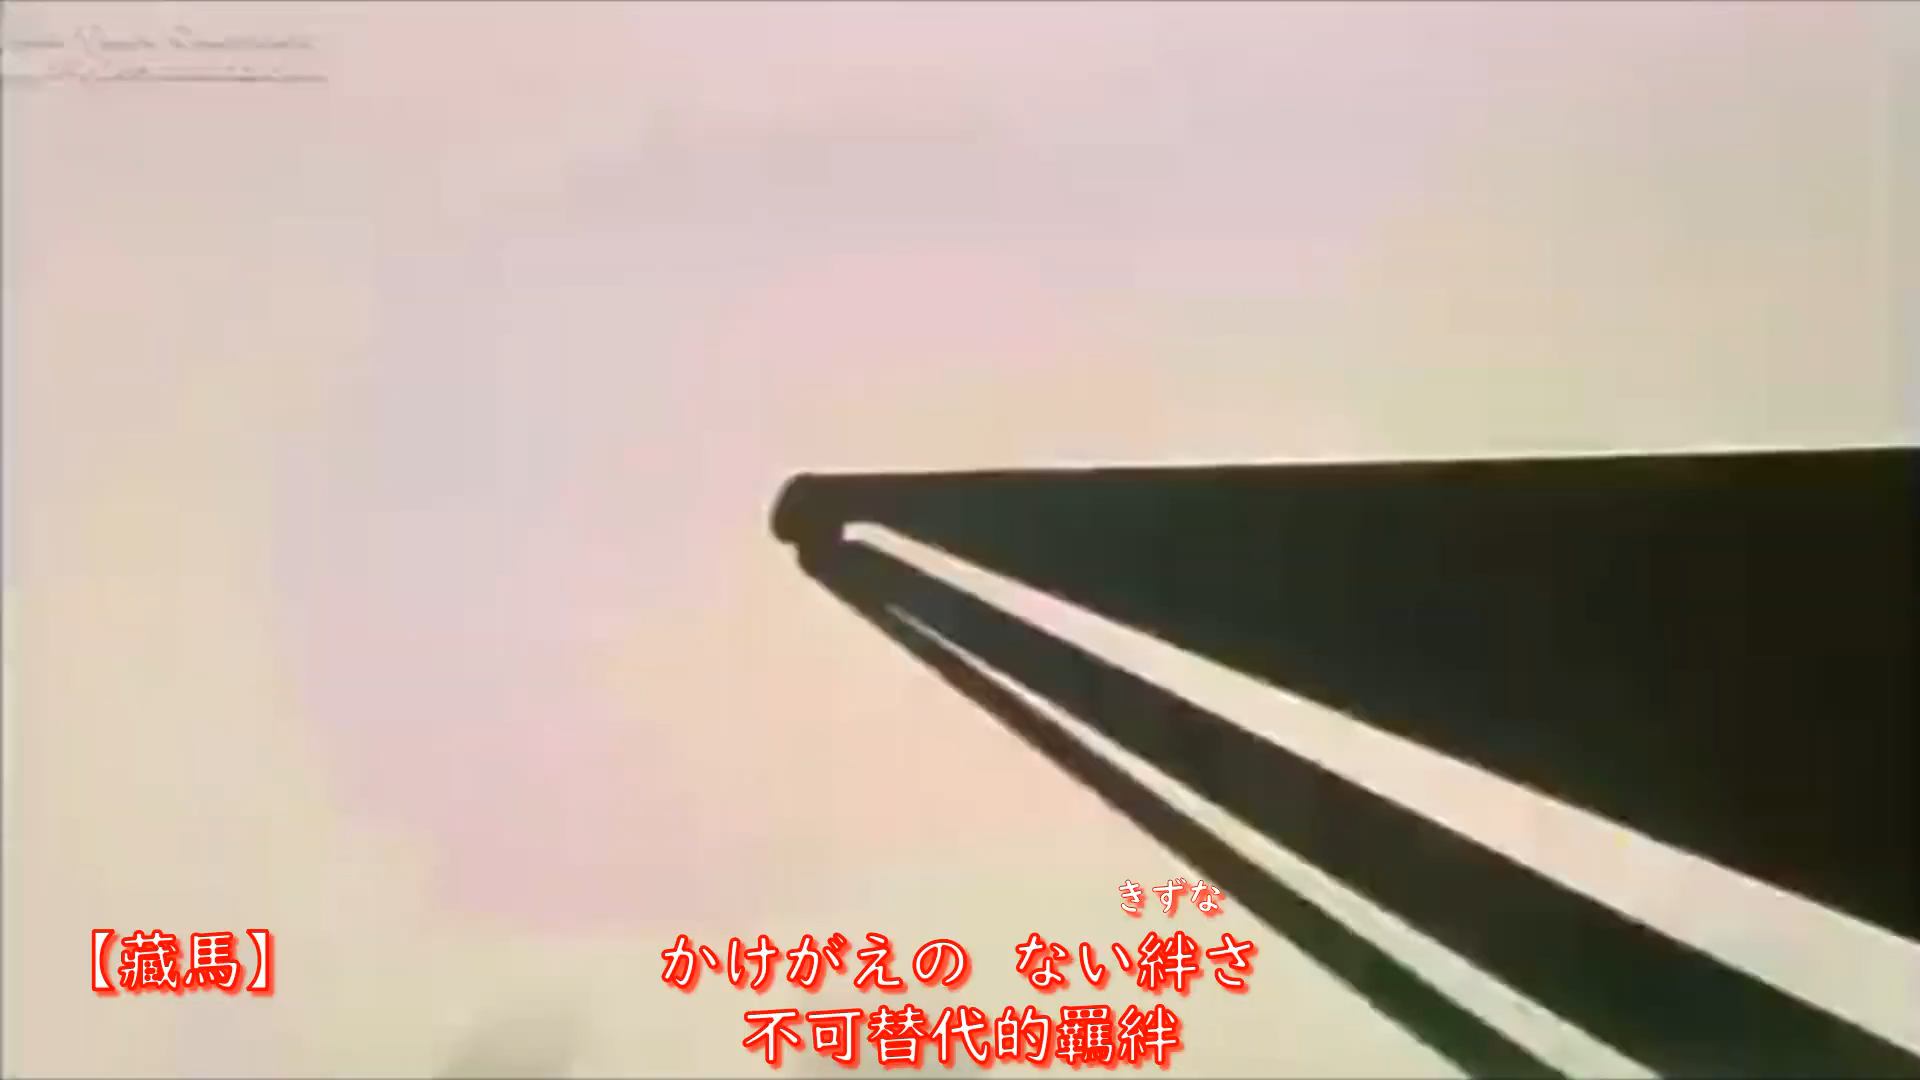 きずな
【藏馬】 かけがえの ない絆さ
不可替代的羈絆